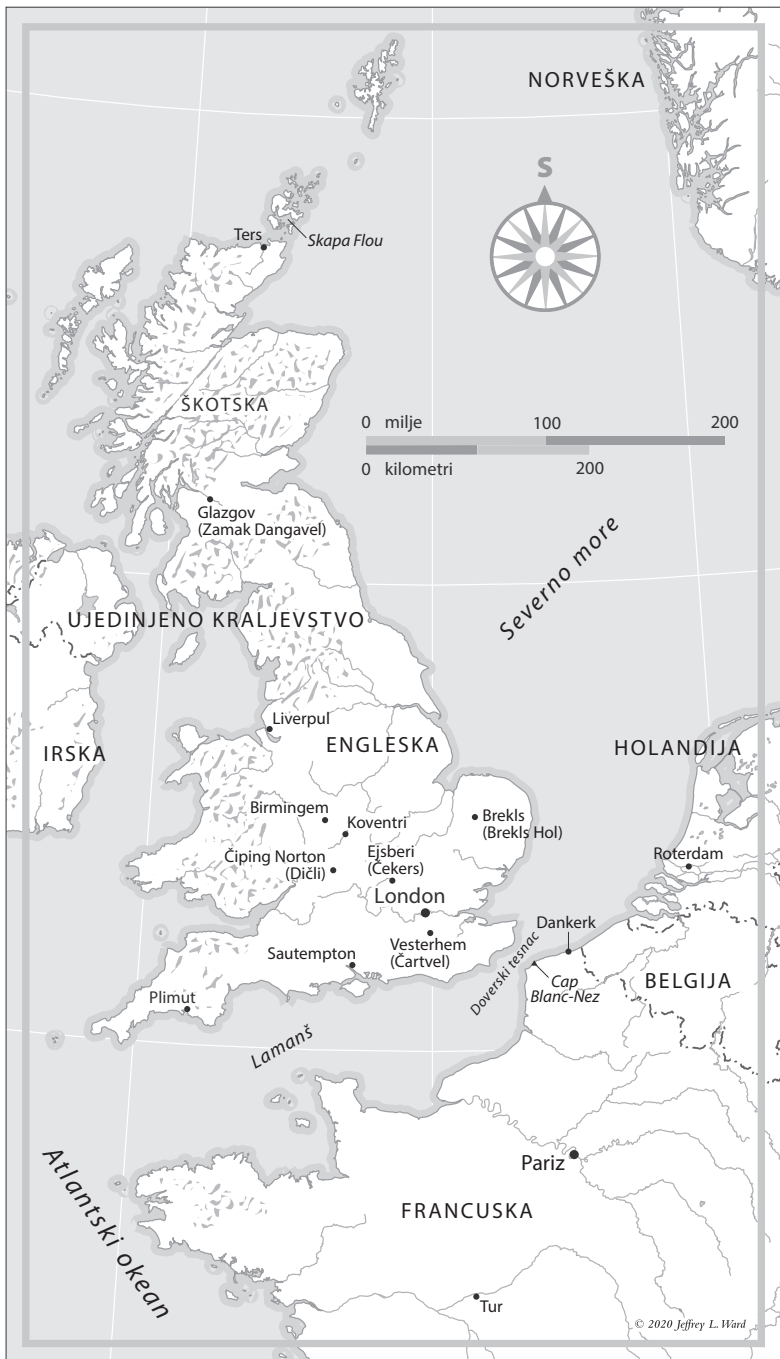 NORVEŠKA
S
Ters
Skapa Flou
ŠKOTSKA
0 milje 100 200
0 kilometri 200
Glazgov
(Zamak Dangavel)
Severno more
UJEDINJENO KRALJEVSTVO
Liverpul
IRSKA
ENGLESKA
HOLANDIJA
Birmingem
Koventri
Brekls
(Brekls Hol)
Čiping Norton
(Dičli)
Ejsberi
(Čekers)
Roterdam
London
Vesterhem
(Čartvel)
Dankerk
Sautempton
Doverski tesnac
Cap
Blanc-Nez
BELGIJA
Plimut
Lamanš
Atlantski okean
Pariz
FRANCUSKA
Tur
© 2020 Jeffrey L. Ward